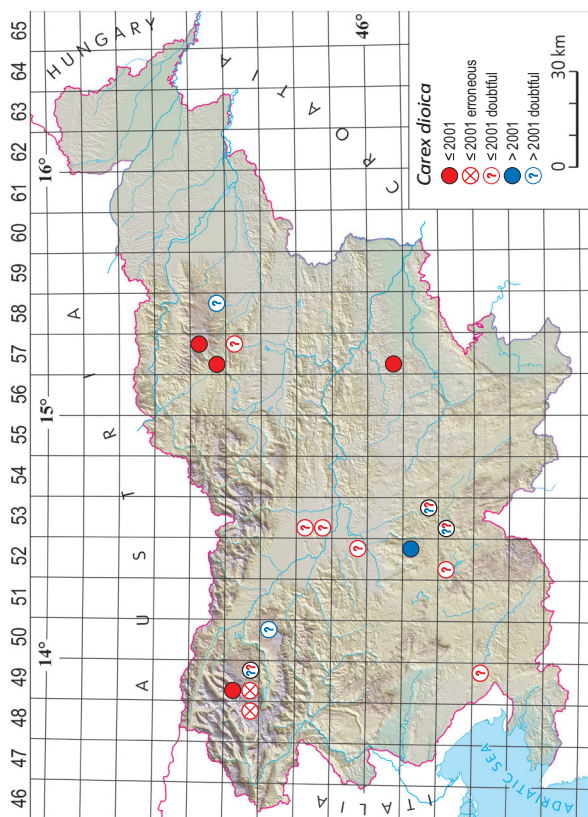 46 47 48 49 50 51 52 53 54 55 56 57 58 59 60 61 62 63 64 65
14° 15° 16°
AUSTRIA
HUNGARY
CROATIA
ITALIA
ADRIATIC SEA
46°
Carex dioica
≤ 2001
≤ 2001 erroneous
≤ 2001 doubtful
> 2001
> 2001 doubtful
0 30 km
? ? ? ? ? ? ? ? ?? ?? ??